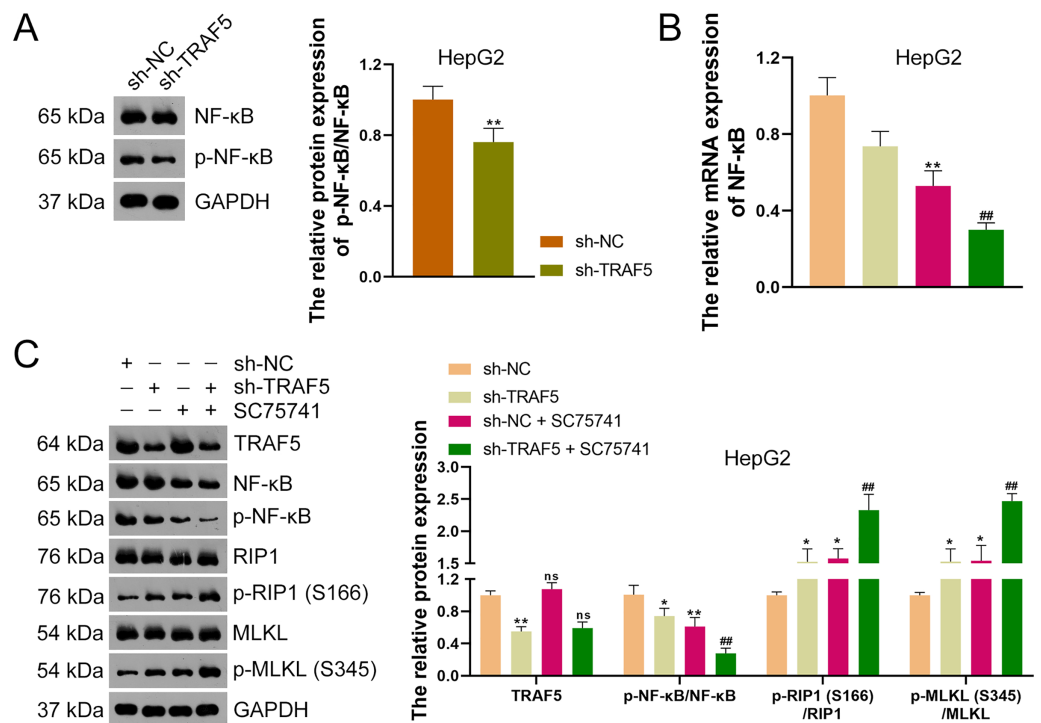 A
sh-NC
sh-TRAF5
65 kDa
NF-κB
65 kDa
p-NF-κB
37 kDa
GAPDH
The relative protein expression
of p-NF-κB/NF-κB
HepG2
1.2
0.8
0.4
0.0
**
sh-NC
sh-TRAF5
B
The relative mRNA expression
of NF-κB
HepG2
1.2
0.8
0.4
0.0
**
##
C
+ − − − sh-NC
− + − + sh-TRAF5
− − + + SC75741
64 kDa
TRAF5
65 kDa
NF-κB
65 kDa
p-NF-κB
76 kDa
RIP1
76 kDa
p-RIP1 (S166)
54 kDa
MLKL
54 kDa
p-MLKL (S345)
37 kDa
GAPDH
sh-NC
sh-TRAF5
sh-NC + SC75741
sh-TRAF5 + SC75741
HepG2
The relative protein expression
3.0
2.5
2.0
1.5
1.2
0.8
0.4
0.0
**
ns
ns
*
**
##
*
*
##
*
*
##
TRAF5
p-NF-κB/NF-κB
p-RIP1 (S166)
/RIP1
p-MLKL (S345)
/MLKL